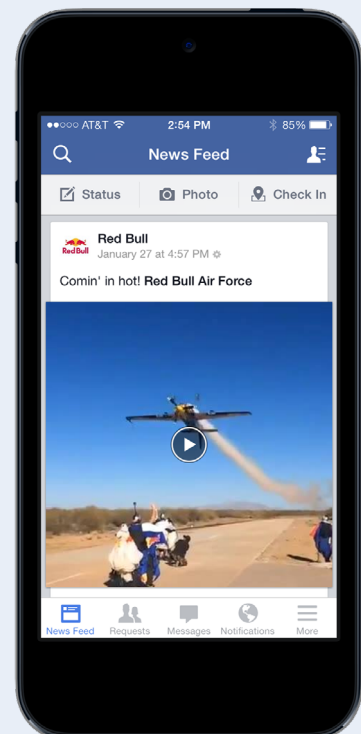 AT&T 2:54 PM 85%
News Feed
Status Photo Check In
Red Bull
Red Bull
January 27 at 4:57 PM
Comin' in hot! Red Bull Air Force
News Feed Requests Messages Notifications More